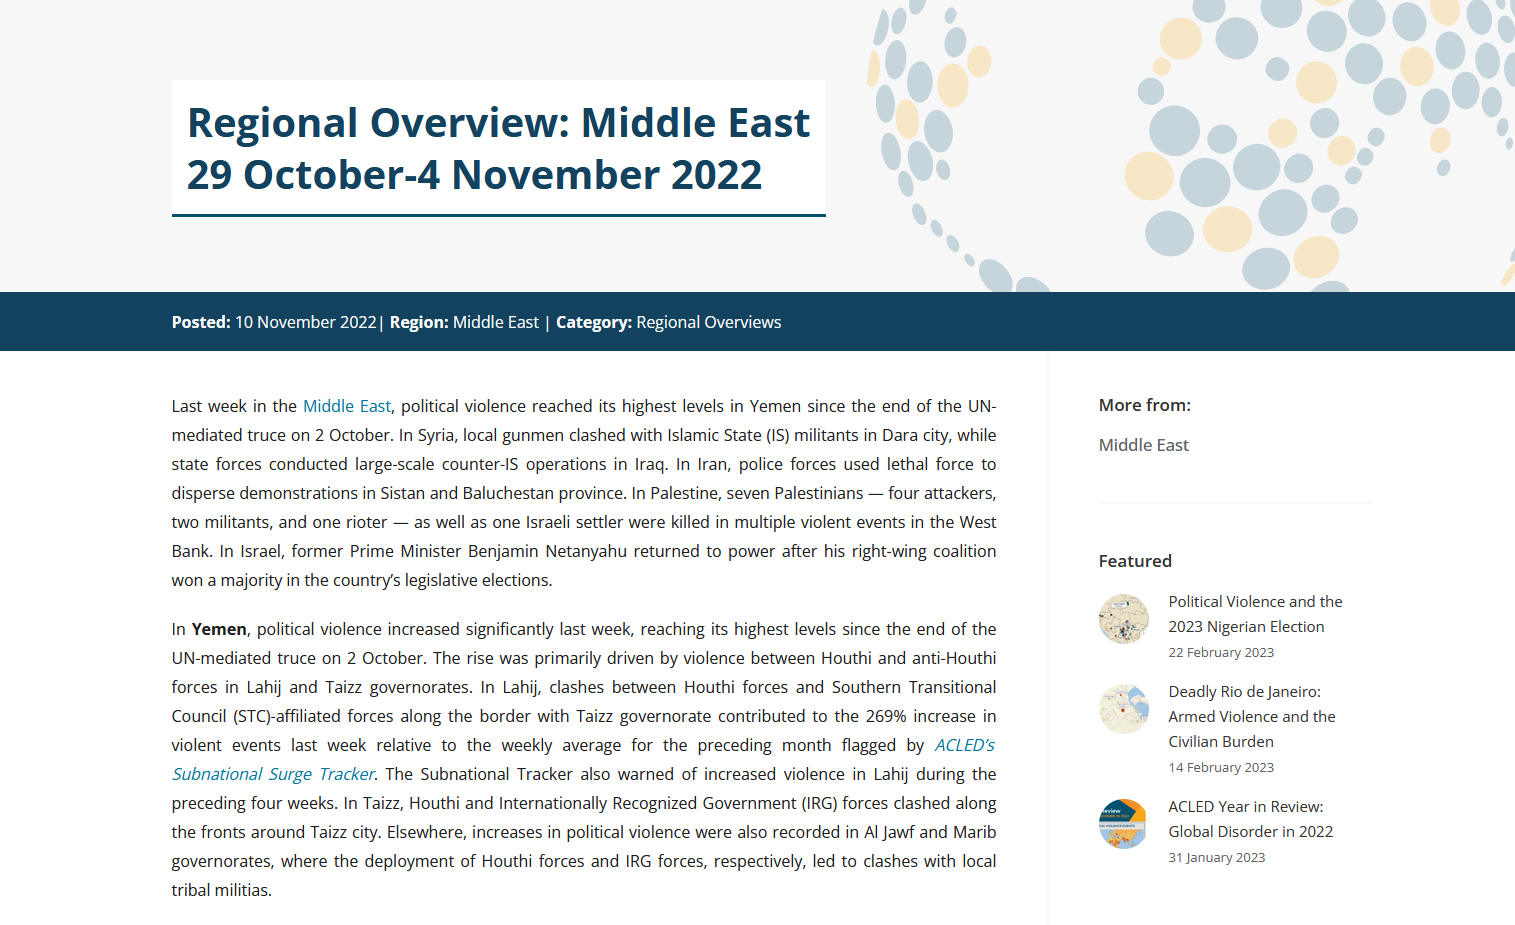 Regional Overview: Middle East
29 October-4 November 2022
Posted: 10 November 2022| Region: Middle East | Category: Regional Overviews
Last week in the Middle East, political violence reached its highest levels in Yemen since the end of the UN-
mediated truce on 2 October. In Syria, local gunmen clashed with Islamic State (IS) militants in Dara city, while
state forces conducted large-scale counter-IS operations in Iraq. In Iran, police forces used lethal force to
disperse demonstrations in Sistan and Baluchestan province. In Palestine, seven Palestinians — four attackers,
two militants, and one rioter — as well as one Israeli settler were killed in multiple violent events in the West
Bank. In Israel, former Prime Minister Benjamin Netanyahu returned to power after his right-wing coalition
won a majority in the country’s legislative elections.
In Yemen, political violence increased significantly last week, reaching its highest levels since the end of the
UN-mediated truce on 2 October. The rise was primarily driven by violence between Houthi and anti-Houthi
forces in Lahij and Taizz governorates. In Lahij, clashes between Houthi forces and Southern Transitional
Council (STC)-affiliated forces along the border with Taizz governorate contributed to the 269% increase in
violent events last week relative to the weekly average for the preceding month flagged by ACLED’s
Subnational Surge Tracker. The Subnational Tracker also warned of increased violence in Lahij during the
preceding four weeks. In Taizz, Houthi and Internationally Recognized Government (IRG) forces clashed along
the fronts around Taizz city. Elsewhere, increases in political violence were also recorded in Al Jawf and Marib
governorates, where the deployment of Houthi forces and IRG forces, respectively, led to clashes with local
tribal militias.
More from:
Middle East
Featured
Political Violence and the
2023 Nigerian Election
22 February 2023
Deadly Rio de Janeiro:
Armed Violence and the
Civilian Burden
14 February 2023
ACLED Year in Review:
Global Disorder in 2022
31 January 2023